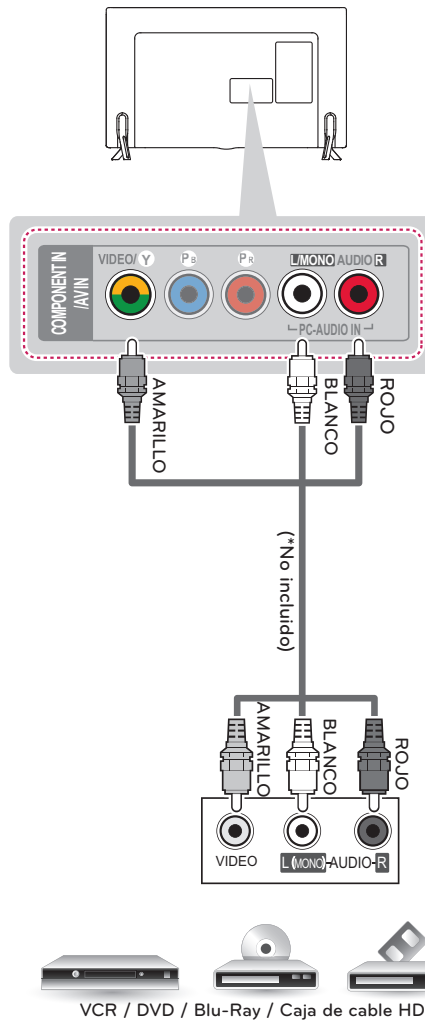 COMPONENT IN
/AV IN
VIDEO/ Y
PB
PR
L/MONO AUDIO R
PC-AUDIO IN
AMARILLO
BLANCO
ROJO
(*No incluido)
AMARILLO
BLANCO
ROJO
VIDEO
L (MONO)-AUDIO-R
VCR / DVD / Blu-Ray / Caja de cable HD